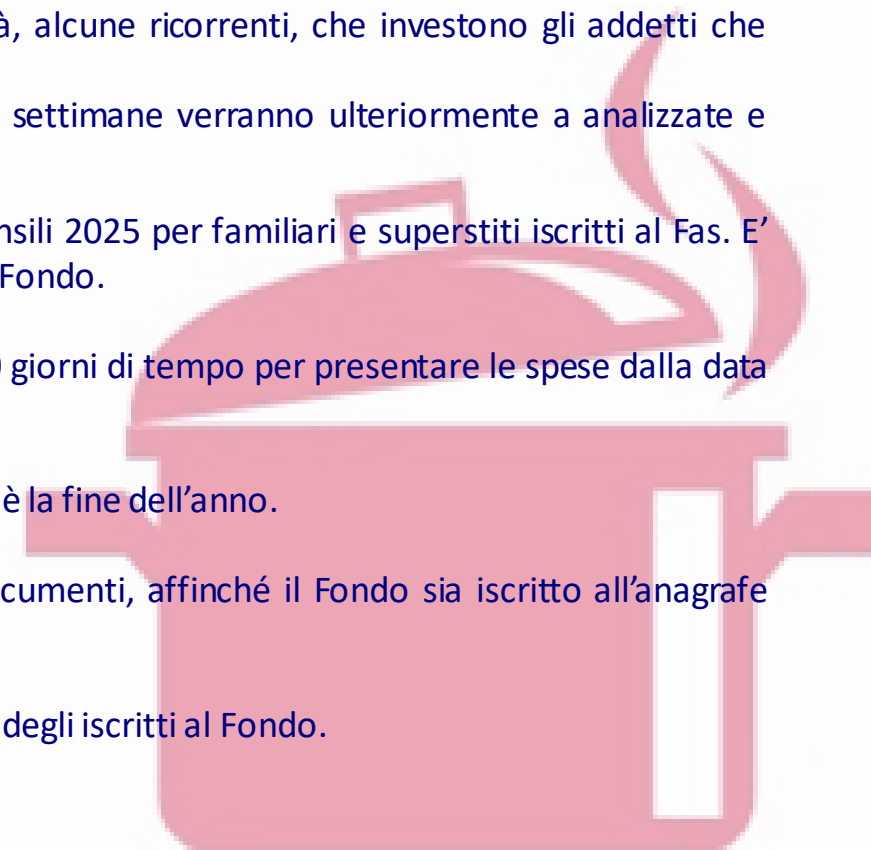 alcune ricorrenti, che investono gli addetti che
settimane verranno ulteriormente a analizzate e
2025 per familiari e superstiti iscritti al Fas. E’
Fondo.
giorni di tempo per presentare le spese dalla data
è la fine dell’anno.
affinché il Fondo sia iscritto all’anagrafe
degli iscritti al Fondo.